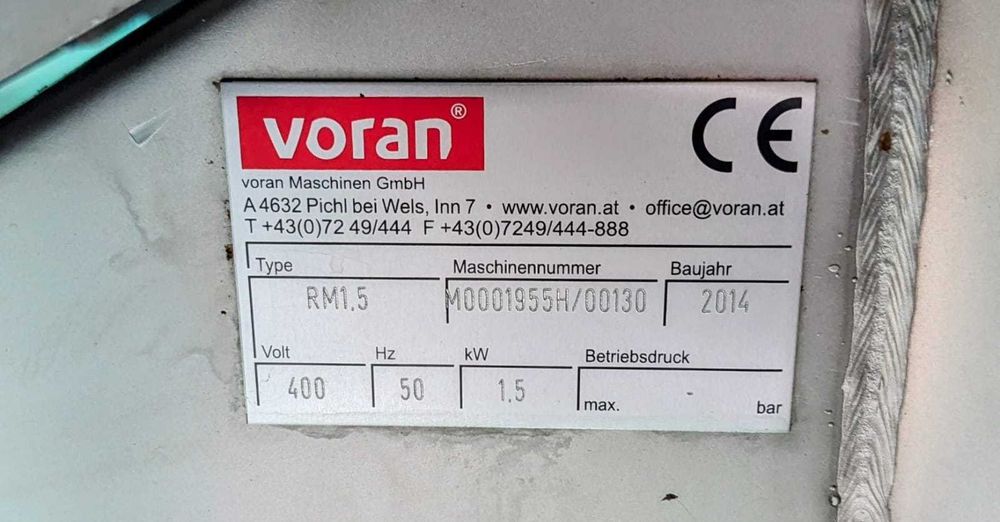 voran®
CE
voran Maschinen GmbH
A 4632 Pichl bei Wels, Inn 7 • www.voran.at • office@voran.at
T +43(0)72 49/444 F +43(0)7249/444-888
Type Maschinennummer Baujahr
RM1,5 M0001955H/00130 2014
Volt Hz kW Betriebsdruck
400 50 1,5 max. - bar